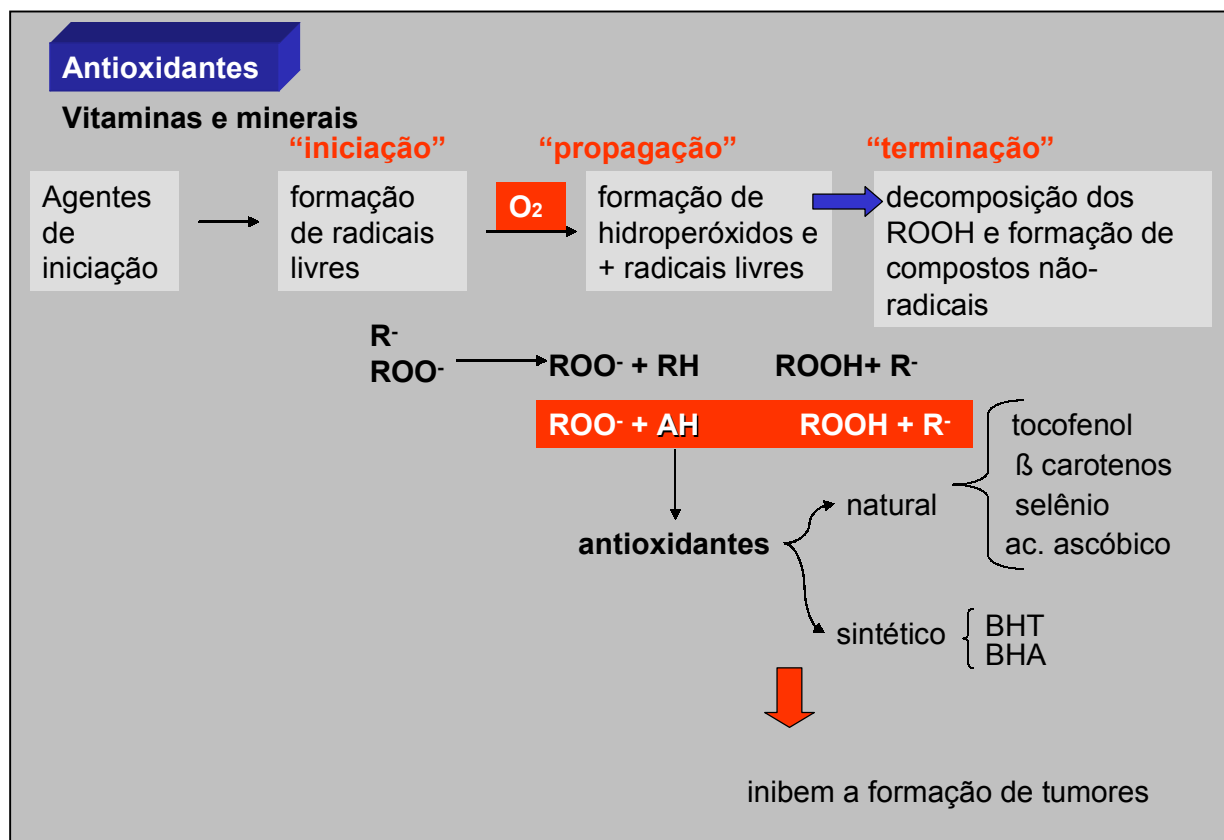 Antioxidantes
Vitaminas e minerais
“iniciação” “propagação” “terminação”
Agentes
de
iniciação
formação
de radicais
livres
O₂
formação de
hidroperóxidos e
+ radicais livres
decomposição dos
ROOH e formação de
compostos não-
radicais
R⁻
ROO⁻
ROO⁻ + RH ROOH+ R⁻
ROO⁻ + AH ROOH + R⁻
antioxidantes
natural
tocofenol
ß carotenos
selênio
ac. ascóbico
sintético
BHT
BHA
inibem a formação de tumores